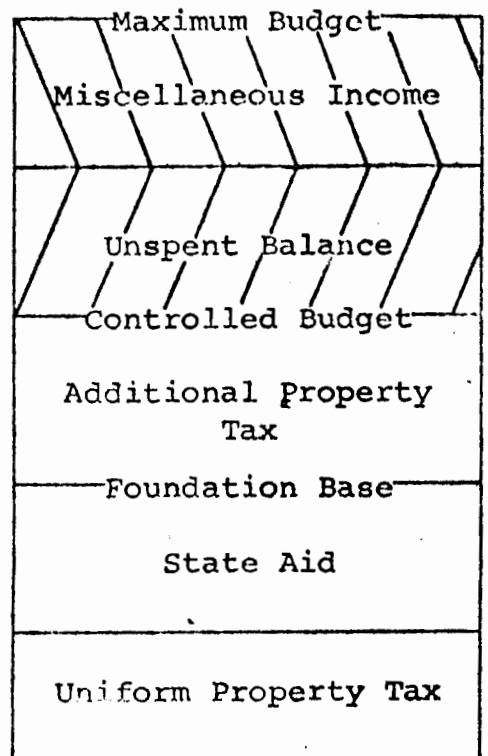 Maximum Budget
Miscellaneous Income
Unspent Balance
Controlled Budget
Additional Property
Tax
Foundation Base
State Aid
Uniform Property Tax